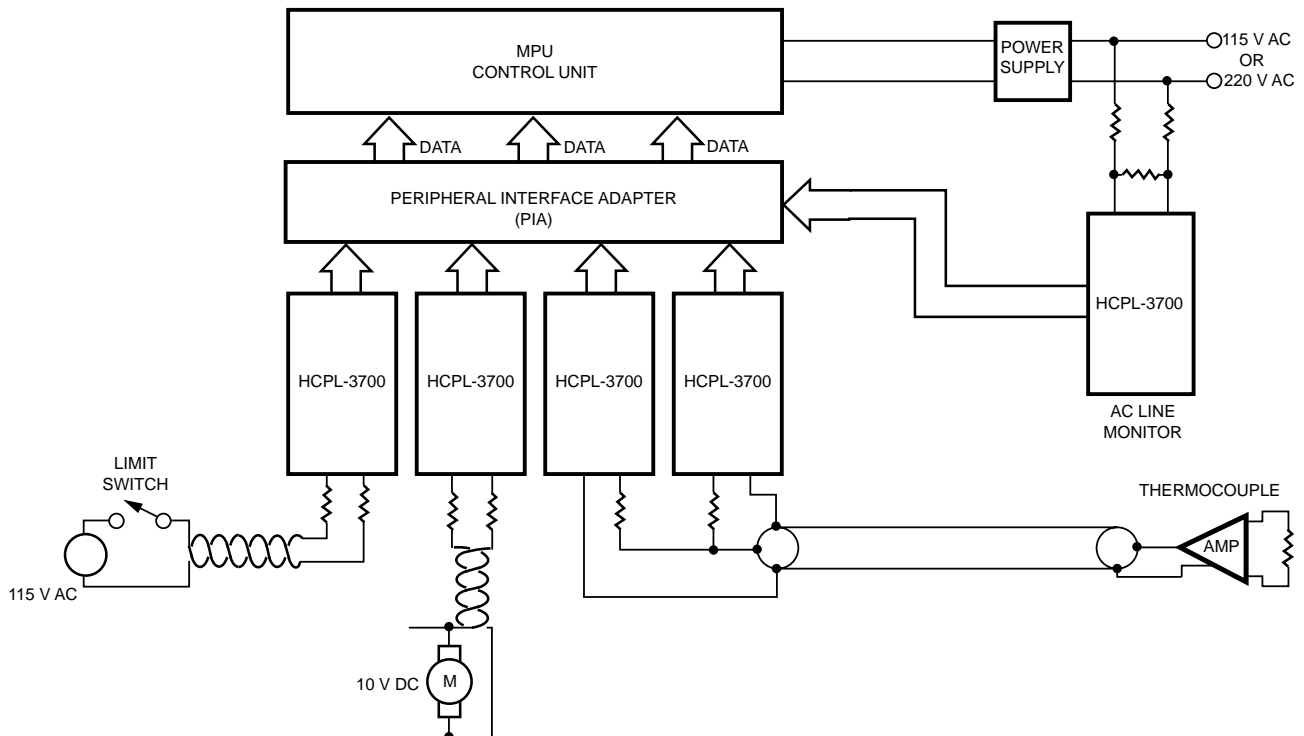 MPU
CONTROL UNIT
POWER
SUPPLY
115 V AC
OR
220 V AC
DATA
DATA
DATA
PERIPHERAL INTERFACE ADAPTER
(PIA)
HCPL-3700
HCPL-3700
HCPL-3700
HCPL-3700
HCPL-3700
AC LINE
MONITOR
LIMIT
SWITCH
115 V AC
THERMOCOUPLE
AMP
10 V DC
M